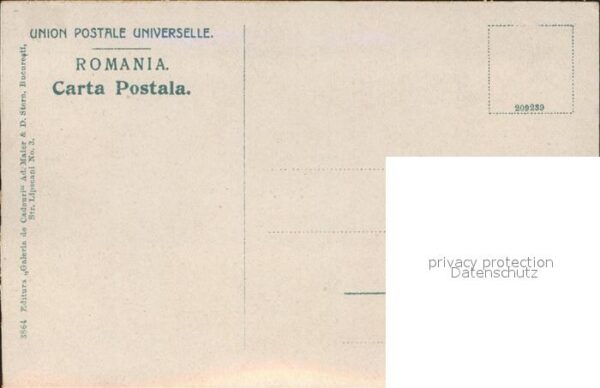 UNION POSTALE UNIVERSELLE.
ROMANIA.
Carta Postala.
209239
3864 Editura „Galeria de Cadouri" Ad. Maier & D. Stern, Bucureşti,
Str. Lipscani No. 3.
privacy protection
Datenschutz